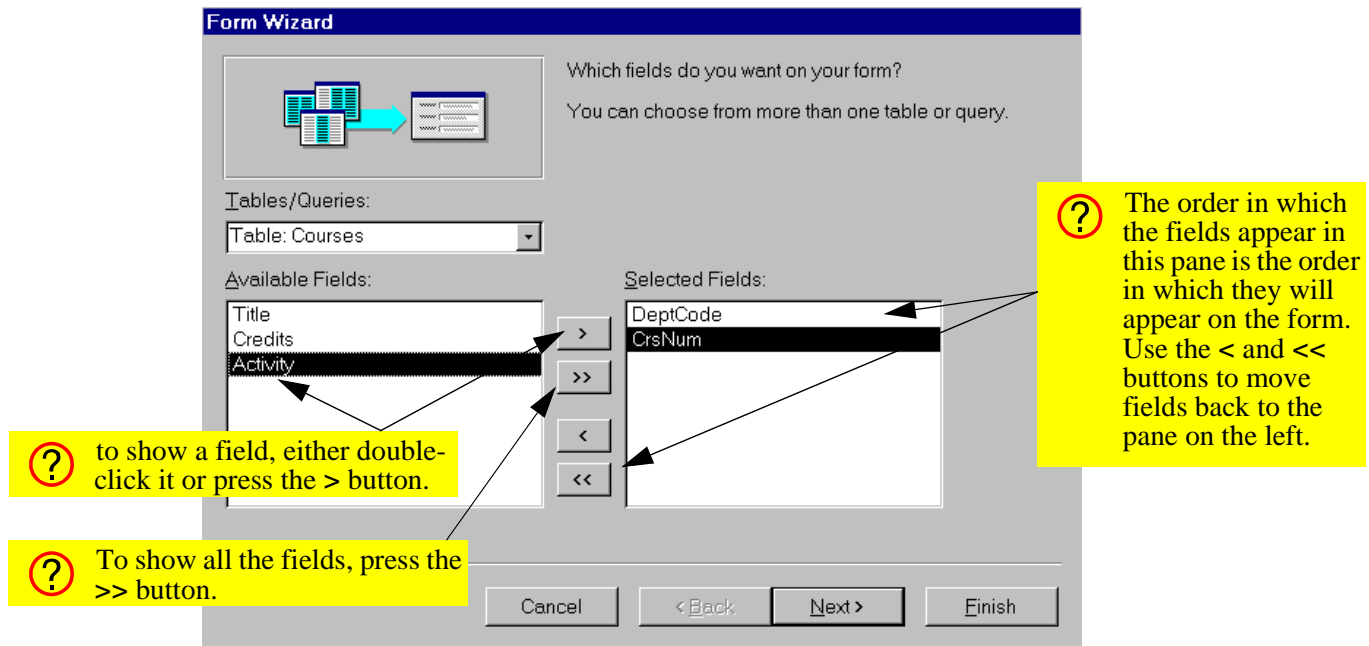 Form Wizard
Which fields do you want on your form?
You can choose from more than one table or query.
Tables/Queries:
Table: Courses
Available Fields:
Title
Credits
Activity
>
>>
<
<<
Selected Fields:
DeptCode
CrsNum
? The order in which
the fields appear in
this pane is the order
in which they will
appear on the form.
Use the < and <<
buttons to move
fields back to the
pane on the left.
? to show a field, either double-
click it or press the > button.
? To show all the fields, press the
>> button.
Cancel
< Back
Next >
Finish